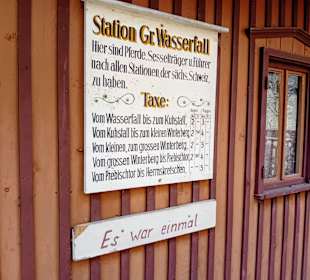 Station Gr. Wasserfall
Hier sind Pferde, Sesselträger u. Führer
nach allen Stationen der sächs. Schweiz,
zu haben.
Taxe:
Vom Wasserfall bis zum Kuhstall,
Vom Kuhstall bis zum kleinen Winterberg,
Vom kleinen, zum grossen Winterberg,
Vom grossen Winterberg bis Prebischtor
Vom Prebischtor bis Herrnskretschen,
Es war einmal